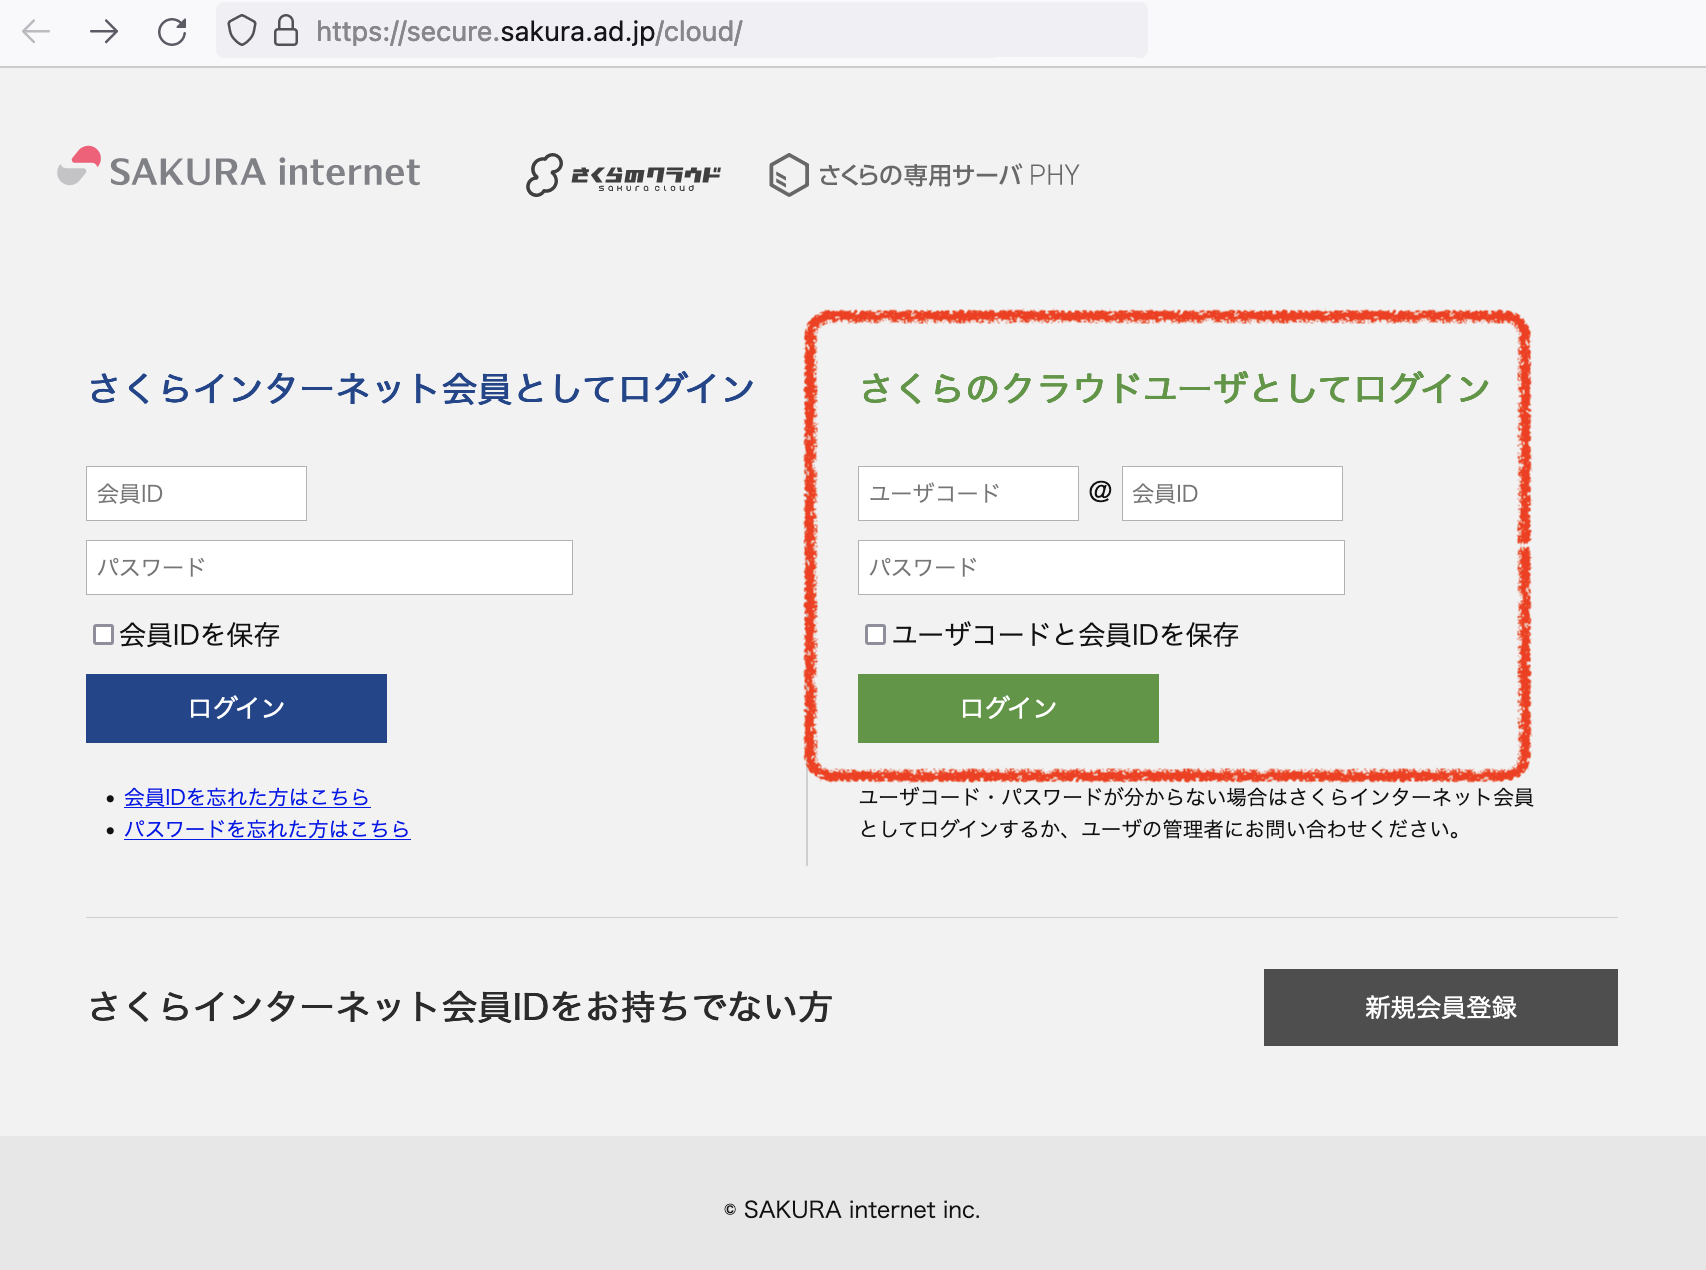 https://secure.sakura.ad.jp/cloud/
SAKURA internet
さくらのクラウド
SAKURA CLOUD
さくらの専用サーバ PHY
さくらインターネット会員としてログイン
会員ID
パスワード
会員IDを保存
ログイン
会員IDを忘れた方はこちら
パスワードを忘れた方はこちら
さくらのクラウドユーザとしてログイン
ユーザコード @ 会員ID
パスワード
ユーザコードと会員IDを保存
ログイン
ユーザコード・パスワードが分からない場合はさくらインターネット会員
としてログインするか、ユーザの管理者にお問い合わせください。
さくらインターネット会員IDをお持ちでない方
新規会員登録
© SAKURA internet inc.